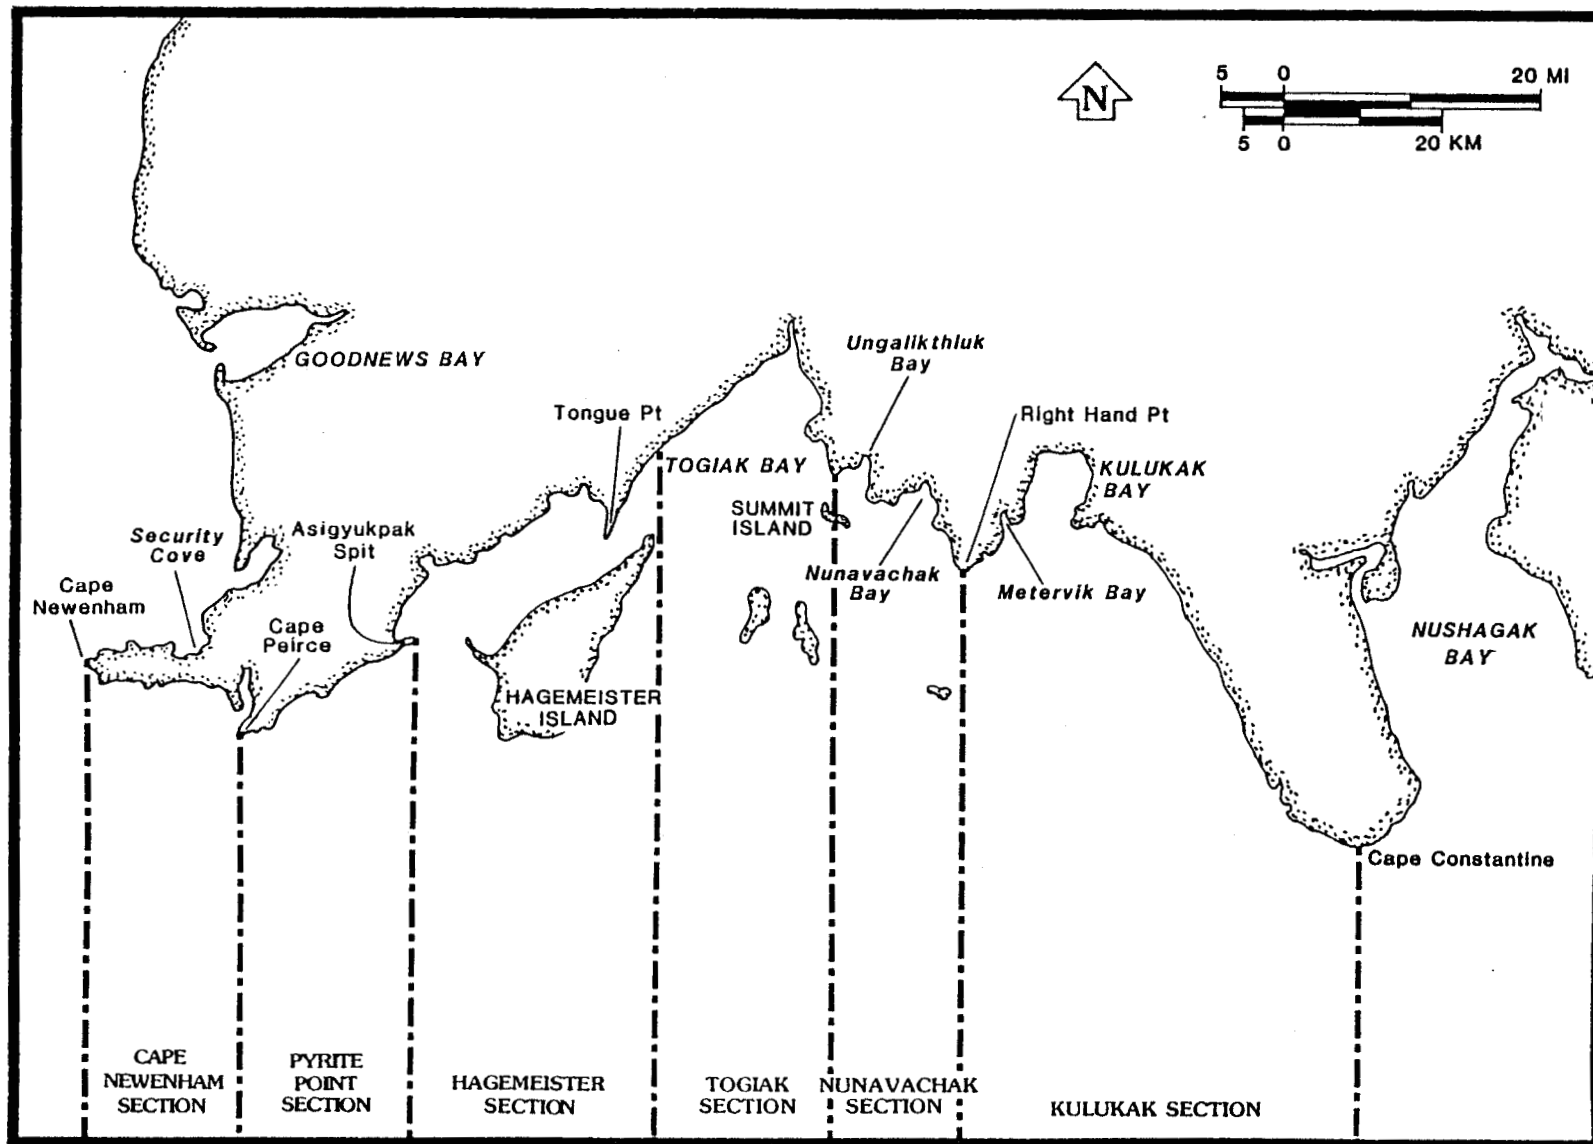 5 0 20 MI
N
5 0 20 KM
GOODNEWS BAY
Ungalikthluk
Bay
Tongue Pt
Right Hand Pt
TOGIAK BAY
KULUKAK
BAY
SUMMIT
ISLAND
Security
Cove
Asigyukpak
Spit
Nunavachak
Bay
Metervik Bay
Cape
Newenham
Cape
Peirce
NUSHAGAK
BAY
HAGEMEISTER
ISLAND
Cape Constantine
CAPE
NEWENHAM
SECTION
PYRITE
POINT
SECTION
HAGEMEISTER
SECTION
TOGIAK
SECTION
NUNAVACHAK
SECTION
KULUKAK SECTION